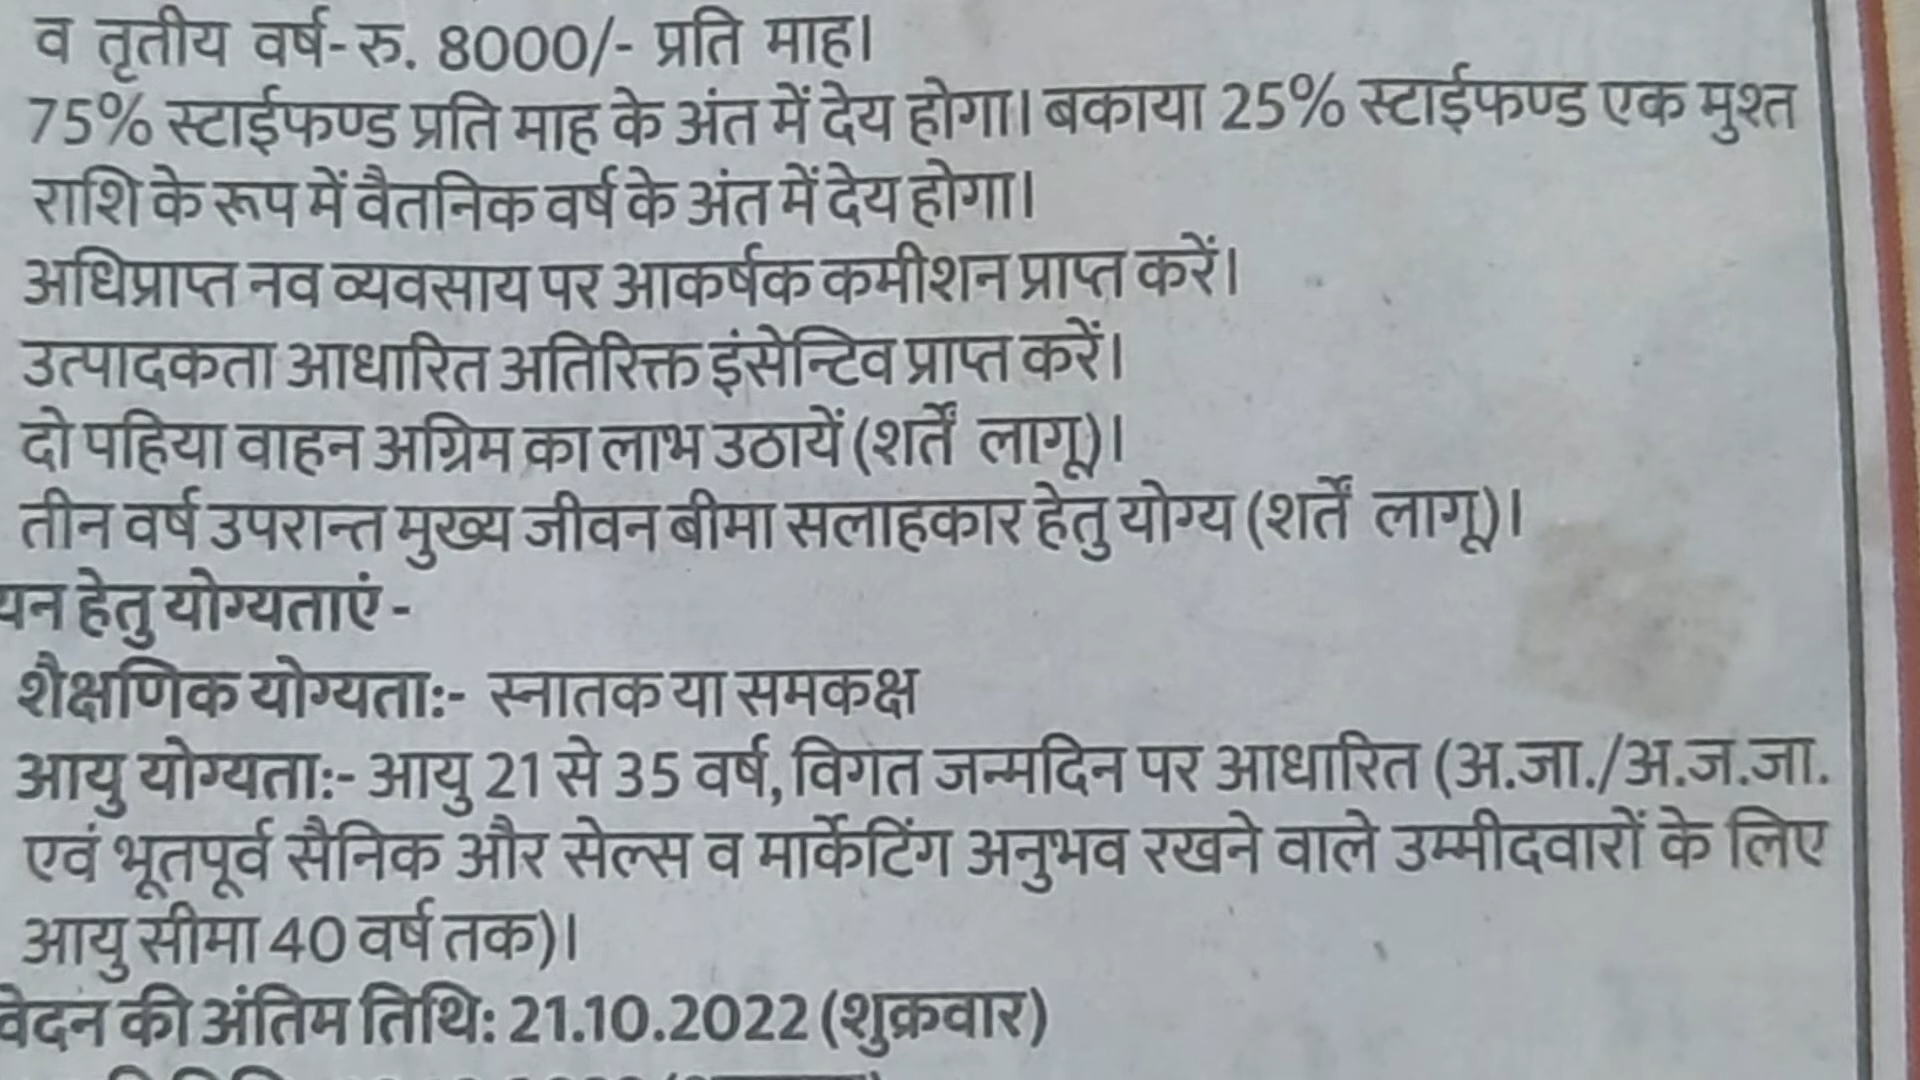 व तृतीय वर्ष-रु. 8000/- प्रति माह।
75% स्टाईफण्ड प्रति माह के अंत में देय होगा। बकाया 25% स्टाईफण्ड एक मुश्त
राशि के रूप में वैतनिक वर्ष के अंत में देय होगा।
अधिप्राप्त नव व्यवसाय पर आकर्षक कमीशन प्राप्त करें।
उत्पादकता आधारित अतिरिक्त इंसेन्टिव प्राप्त करें।
दो पहिया वाहन अग्रिम का लाभ उठायें (शर्तें लागू)।
तीन वर्ष उपरान्त मुख्य जीवन बीमा सलाहकार हेतु योग्य (शर्तें लागू)।
यन हेतु योग्यताएं -
शैक्षणिक योग्यता:- स्नातक या समकक्ष
आयु योग्यता:- आयु 21 से 35 वर्ष, विगत जन्मदिन पर आधारित (अ.जा./अ.ज.जा.
एवं भूतपूर्व सैनिक और सेल्स व मार्केटिंग अनुभव रखने वाले उम्मीदवारों के लिए
आयु सीमा 40 वर्ष तक)।
वेदन की अंतिम तिथि: 21.10.2022 (शुक्रवार)